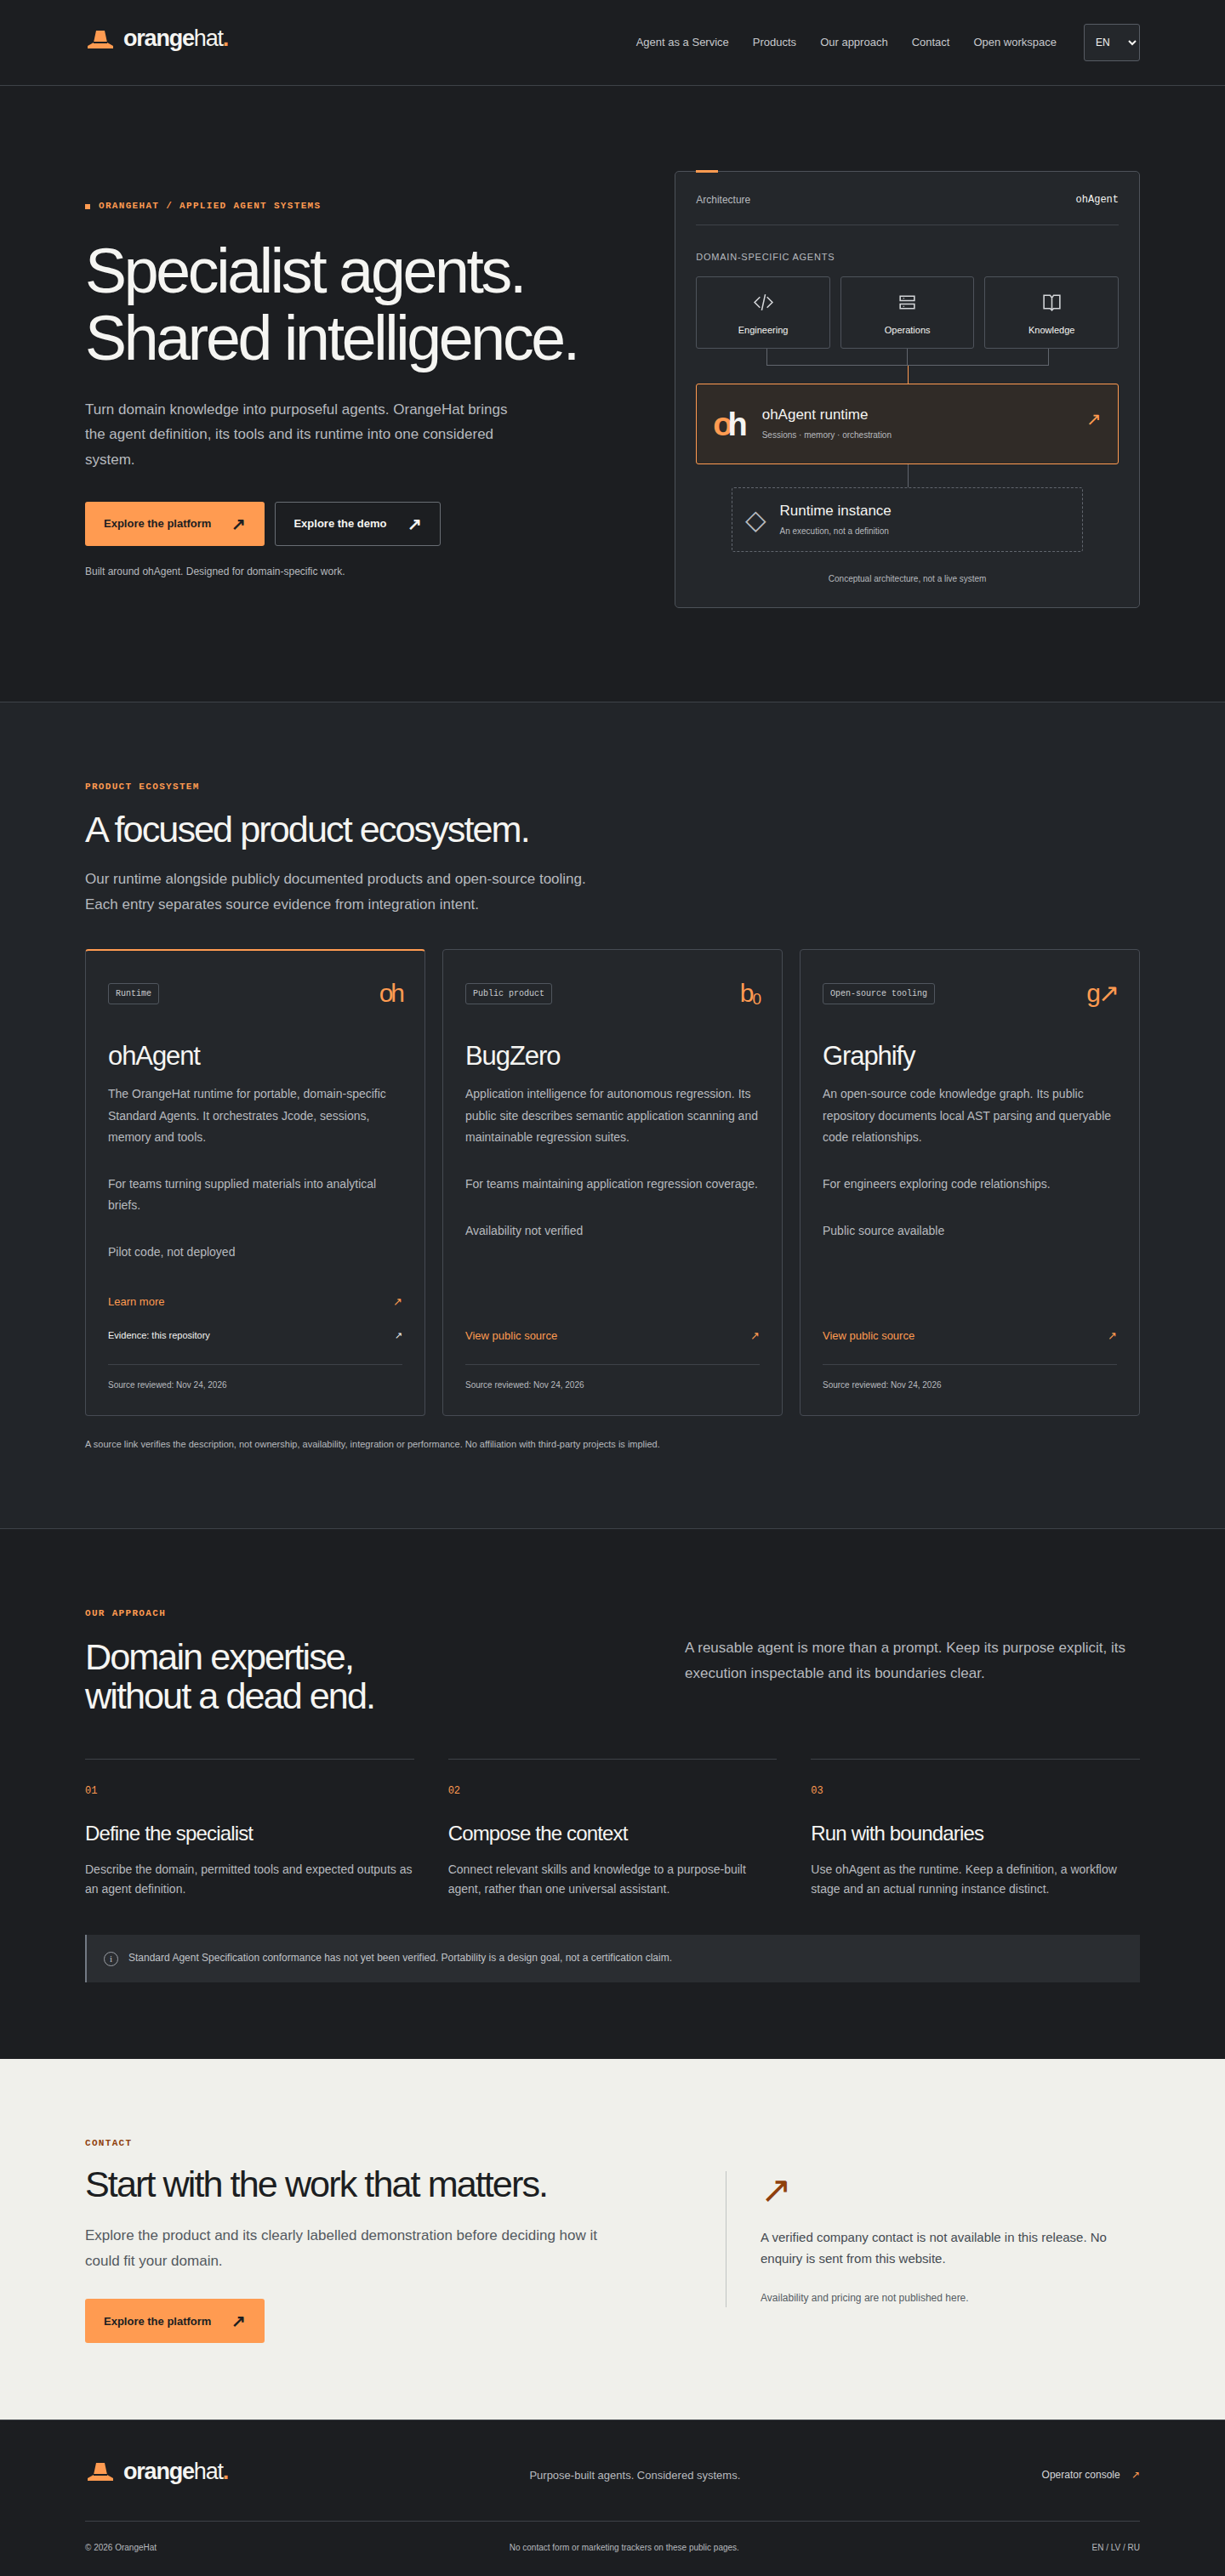 orangehat.
Agent as a Service
Products
Our approach
Contact
Open workspace
EN
ORANGEHAT / APPLIED AGENT SYSTEMS
Specialist agents.
Shared intelligence.
Turn domain knowledge into purposeful agents. OrangeHat brings
the agent definition, its tools and its runtime into one considered
system.
Explore the platform ↗
Explore the demo ↗
Built around ohAgent. Designed for domain-specific work.
Architecture
ohAgent
DOMAIN-SPECIFIC AGENTS
Engineering
Operations
Knowledge
oh
ohAgent runtime
Sessions · memory · orchestration
↗
Runtime instance
An execution, not a definition
Conceptual architecture, not a live system
PRODUCT ECOSYSTEM
A focused product ecosystem.
Our runtime alongside publicly documented products and open-source tooling.
Each entry separates source evidence from integration intent.
Runtime
oh
ohAgent
The OrangeHat runtime for portable, domain-specific
Standard Agents. It orchestrates Jcode, sessions,
memory and tools.
For teams turning supplied materials into analytical
briefs.
Pilot code, not deployed
Learn more ↗
Evidence: this repository ↗
Source reviewed: Nov 24, 2026
Public product
b0
BugZero
Application intelligence for autonomous regression. Its
public site describes semantic application scanning and
maintainable regression suites.
For teams maintaining application regression coverage.
Availability not verified
View public source ↗
Source reviewed: Nov 24, 2026
Open-source tooling
g↗
Graphify
An open-source code knowledge graph. Its public
repository documents local AST parsing and queryable
code relationships.
For engineers exploring code relationships.
Public source available
View public source ↗
Source reviewed: Nov 24, 2026
A source link verifies the description, not ownership, availability, integration or performance. No affiliation with third-party projects is implied.
OUR APPROACH
Domain expertise,
without a dead end.
A reusable agent is more than a prompt. Keep its purpose explicit, its
execution inspectable and its boundaries clear.
01
Define the specialist
Describe the domain, permitted tools and expected outputs as
an agent definition.
02
Compose the context
Connect relevant skills and knowledge to a purpose-built
agent, rather than one universal assistant.
03
Run with boundaries
Use ohAgent as the runtime. Keep a definition, a workflow
stage and an actual running instance distinct.
Standard Agent Specification conformance has not yet been verified. Portability is a design goal, not a certification claim.
CONTACT
Start with the work that matters.
Explore the product and its clearly labelled demonstration before deciding how it
could fit your domain.
Explore the platform ↗
↗
A verified company contact is not available in this release. No
enquiry is sent from this website.
Availability and pricing are not published here.
orangehat.
Purpose-built agents. Considered systems.
Operator console ↗
© 2026 OrangeHat
No contact form or marketing trackers on these public pages.
EN / LV / RU